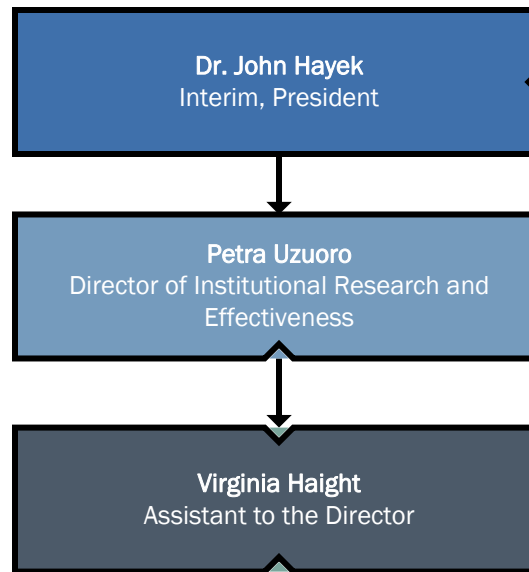 Dr. John Hayek
Interim, President
Petra Uzuoro
Director of Institutional Research and
Effectiveness
Virginia Haight
Assistant to the Director